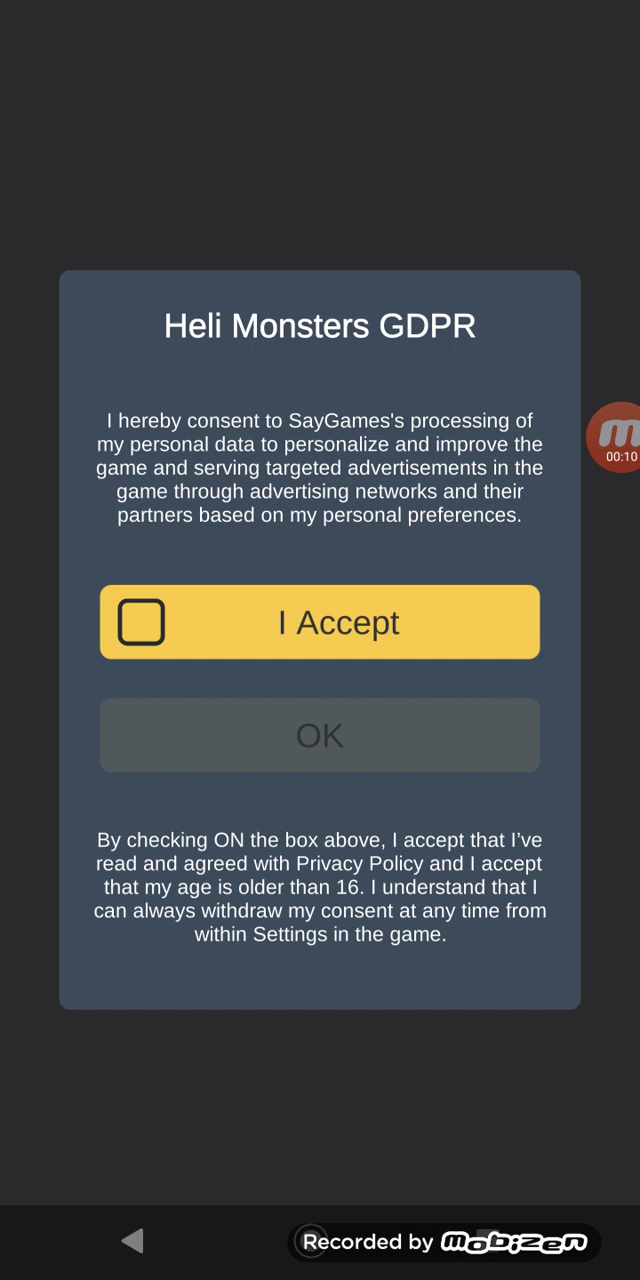 Heli Monsters GDPR
I hereby consent to SayGames's processing of
my personal data to personalize and improve the
game and serving targeted advertisements in the
game through advertising networks and their
partners based on my personal preferences.
00:10
I Accept
OK
By checking ON the box above, I accept that I’ve
read and agreed with Privacy Policy and I accept
that my age is older than 16. I understand that I
can always withdraw my consent at any time from
within Settings in the game.
Recorded by mobizen